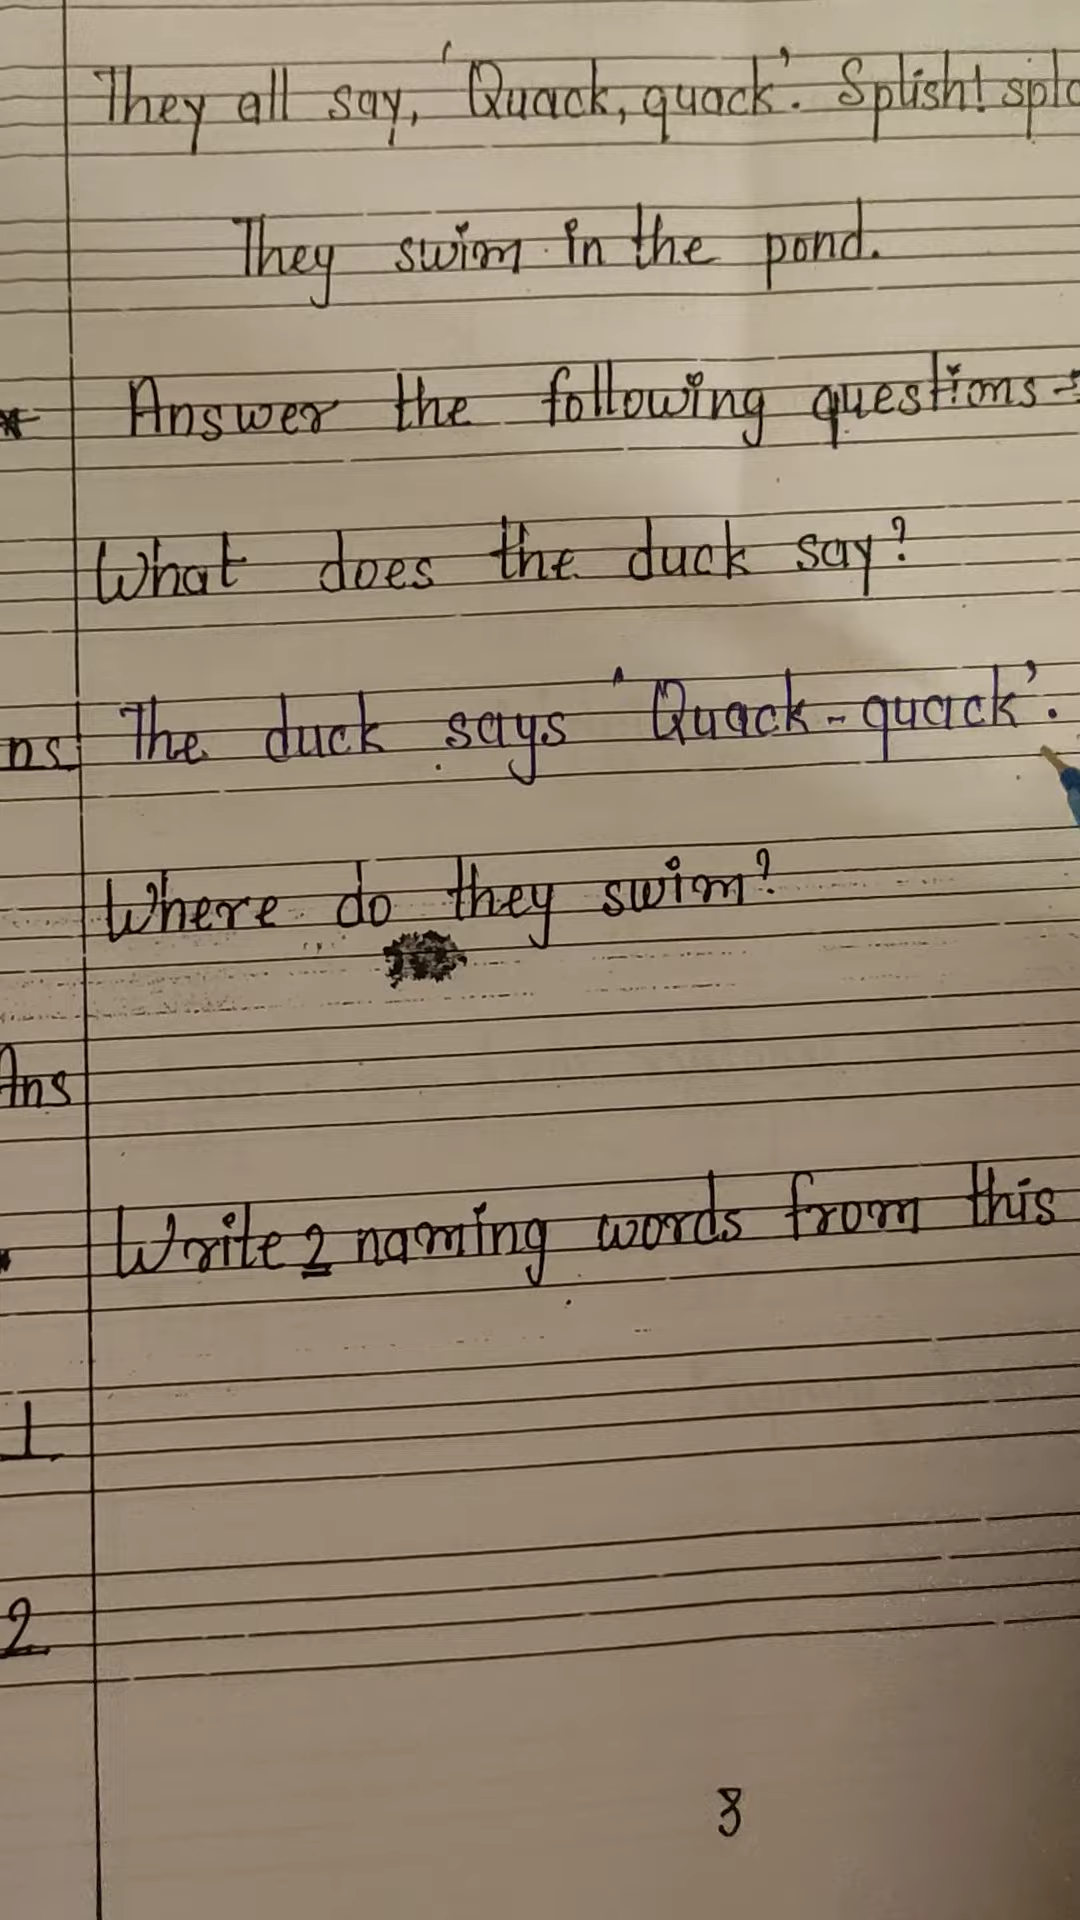 They all say, 'Quack, quack'. Splish!
They swim in the pond.
* Answer the following questions-
What does the duck say?
ns The duck says 'Quack-quack'.
Where do they swim?
Ans
Write 2 naming words from this
1
2
8